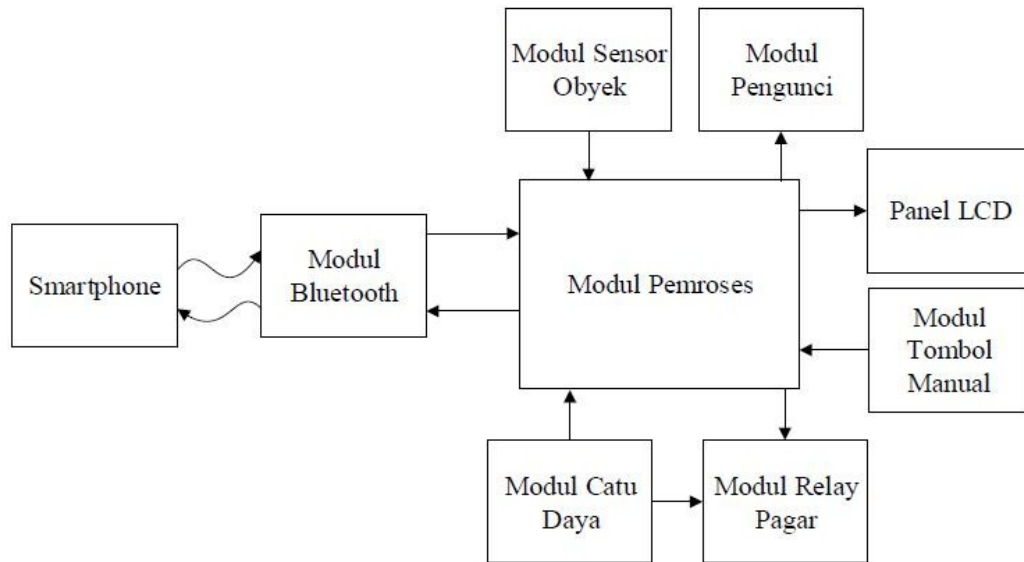 Modul Sensor
Obyek
Modul
Pengunci
Panel LCD
Smartphone
Modul
Bluetooth
Modul Pemroses
Modul
Tombol
Manual
Modul Catu
Daya
Modul Relay
Pagar